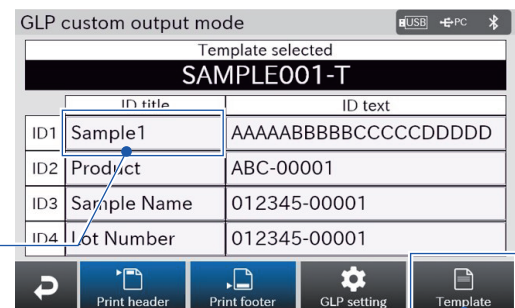 GLP custom output mode USB PC
Template selected
SAMPLE001-T
ID title ID text
ID1 Sample1 AAAAABBBBBCCCCCDDDDD
ID2 Product ABC-00001
ID3 Sample Name 012345-00001
ID4 Lot Number 012345-00001
Print header Print footer GLP setting Template